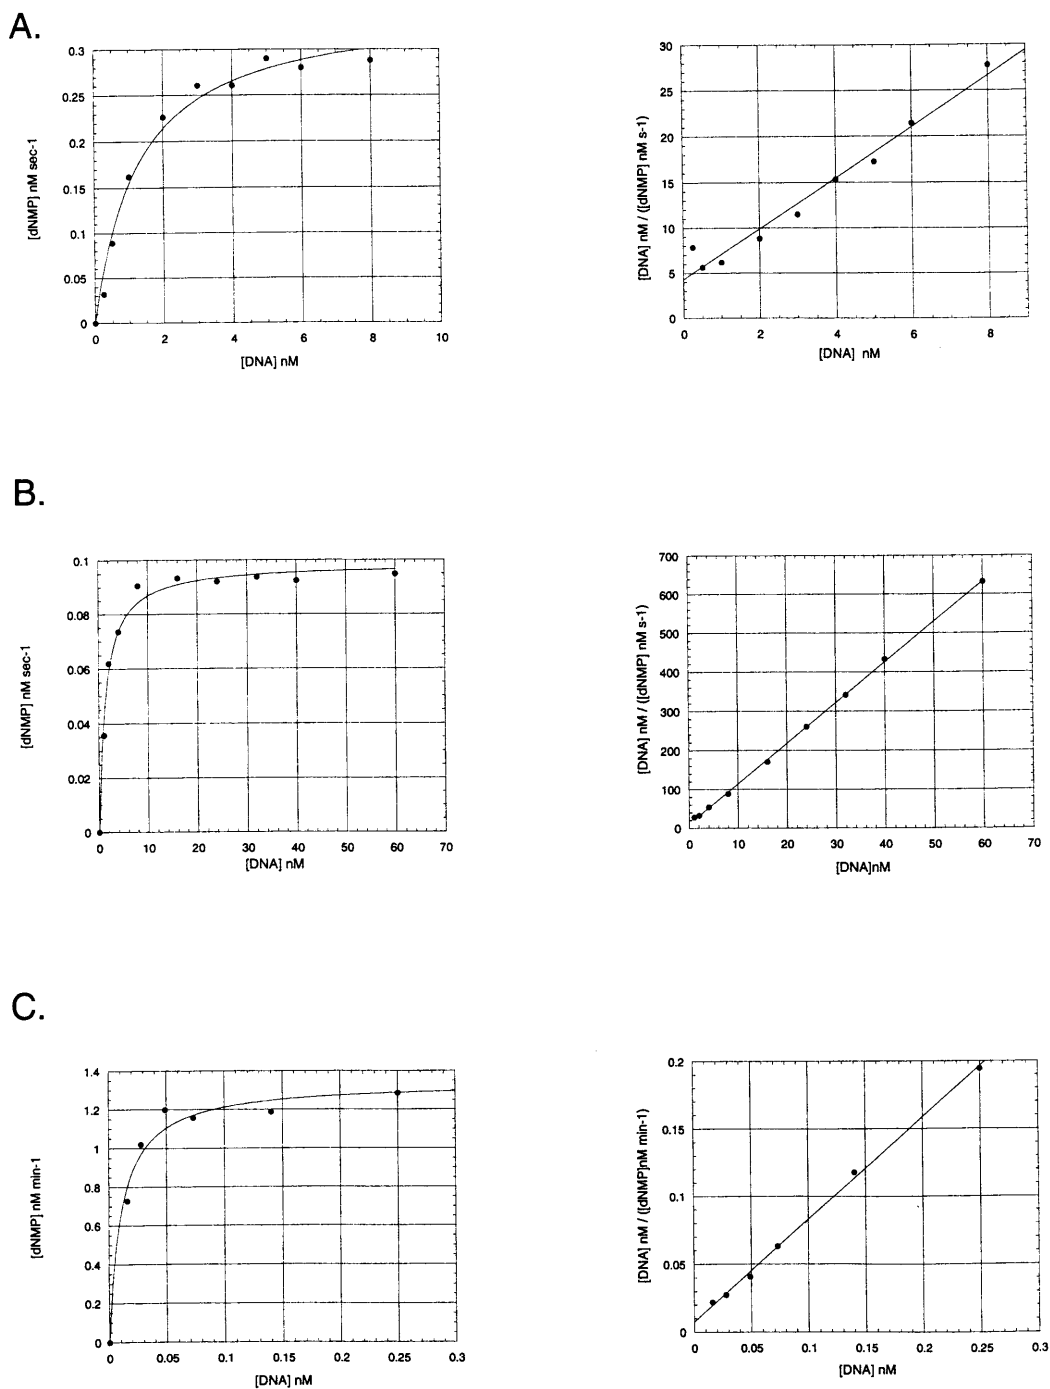 A.
[dNMP] nM sec-1
0.3
0.25
0.2
0.15
0.1
0.05
0
0 2 4 6 8 10
[DNA] nM
[DNA] nM / ([dNMP] nM s-1)
30
25
20
15
10
5
0
0 2 4 6 8
[DNA] nM
B.
[dNMP] nM sec-1
0.1
0.08
0.06
0.04
0.02
0
0 10 20 30 40 50 60 70
[DNA] nM
[DNA] nM / ([dNMP] nM s-1)
700
600
500
400
300
200
100
0
0 10 20 30 40 50 60 70
[DNA]nM
C.
[dNMP] nM min-1
1.4
1.2
1
0.8
0.6
0.4
0.2
0
0 0.05 0.1 0.15 0.2 0.25 0.3
[DNA] nM
[DNA] nM / ([dNMP]nM min-1)
0.2
0.15
0.1
0.05
0
0 0.05 0.1 0.15 0.2 0.25 0.3
[DNA] nM